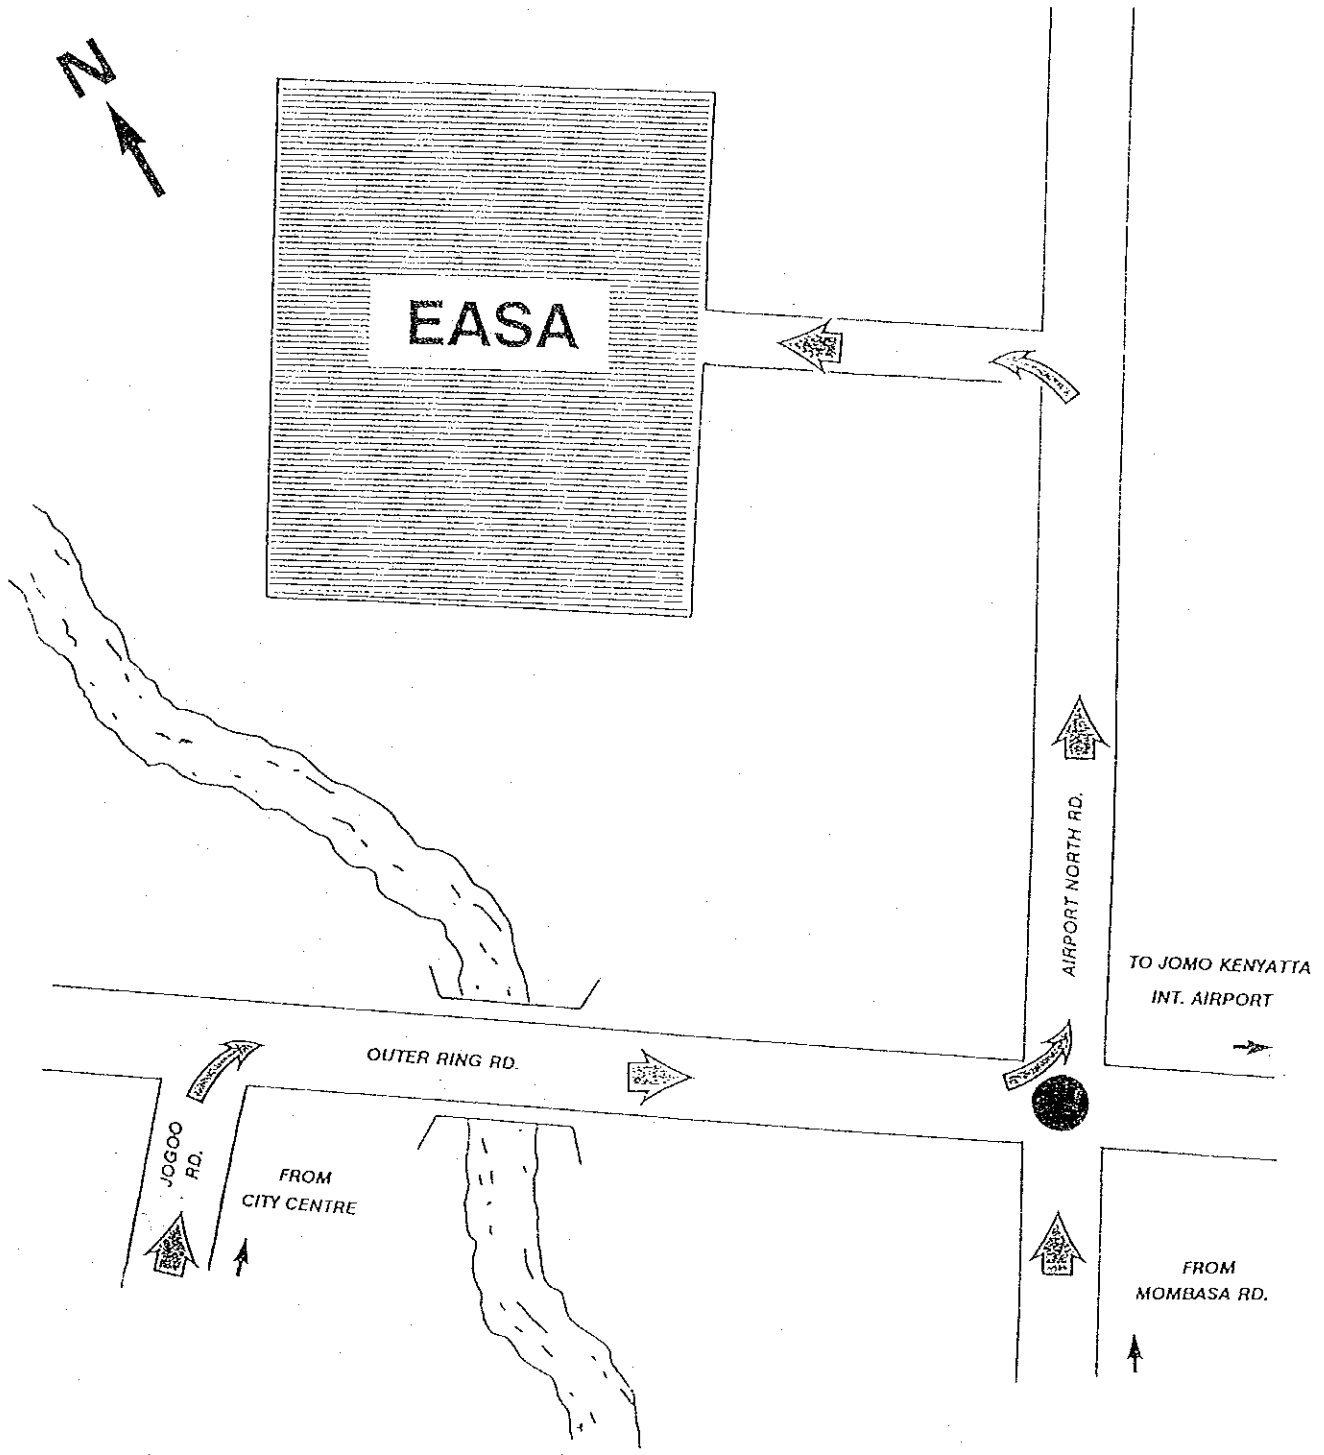 N
EASA
AIRPORT NORTH RD.
TO JOMO KENYATTA
INT. AIRPORT
OUTER RING RD.
JOGOO
RD.
FROM
CITY CENTRE
FROM
MOMBASA RD.